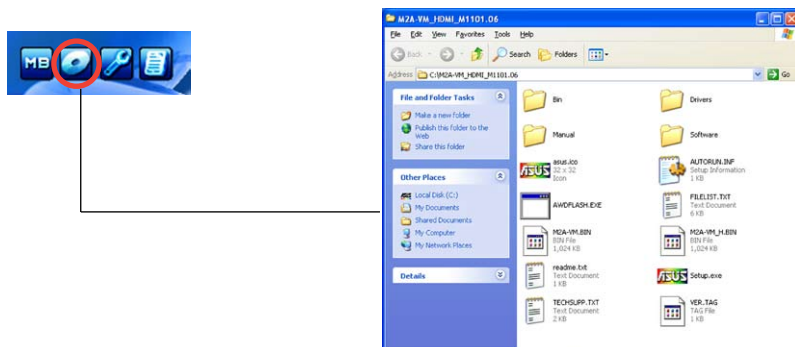 MB
M2A-VM_HDMI_M1101.06
File Edit View Favorites Tools Help
Back Search Folders
Address C:\M2A-VM_HDMI_M1101.06 Go
File and Folder Tasks
Make a new folder
Publish this folder to the
Web
Share this folder
Other Places
Local Disk (C:)
My Documents
Shared Documents
My Computer
My Network Places
Details
Bin
Drivers
Manual
Software
ASUS
asus.ico
32 x 32
Icon
AUTORUN.INF
Setup Information
1 KB
AWDFLASH.EXE
FILELIST.TXT
Text Document
6 KB
M2A-VM.BIN
BIN File
1,024 KB
M2A-VM_H.BIN
BIN File
1,024 KB
readme.txt
Text Document
1 KB
ASUS
Setup.exe
TECHSUPP.TXT
Text Document
2 KB
VER.TAG
TAG File
1 KB